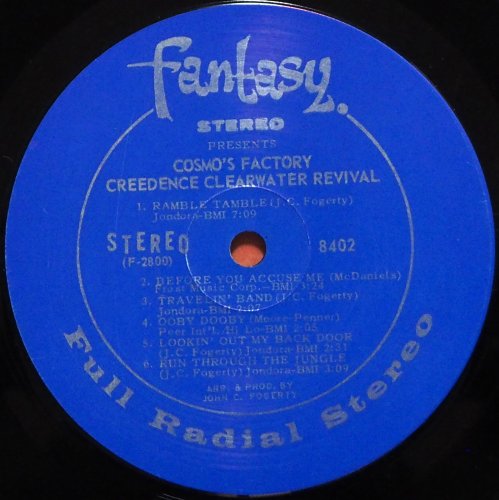 fantasy.
STEREO
PRESENTS
COSMO'S FACTORY
CREEDENCE CLEARWATER REVIVAL
1. RAMBLE TAMBLE (J.C. Fogerty)
Jondora-BMI 7:09
STEREO
(F-2800)
8402
2. BEFORE YOU ACCUSE ME (McDaniels)
Frst Music Corp.-BMI 3:24
3. TRAVELIN' BAND (J.C. Fogerty)
Jondora-BMI 2:07
4. OOBY DOOBY (Moore-Penner)
Peer Int'l. Hi Lo-BMI 2:05
5. LOOKIN' OUT MY BACK DOOR
(J.C. Fogerty) Jondora-BMI 2:31
6. RUN THROUGH THE JUNGLE
(J.C. Fogerty) Jondora-BMI 3:09
ARR. & PROD. BY
JOHN C. FOGERTY
Full Radial Stereo